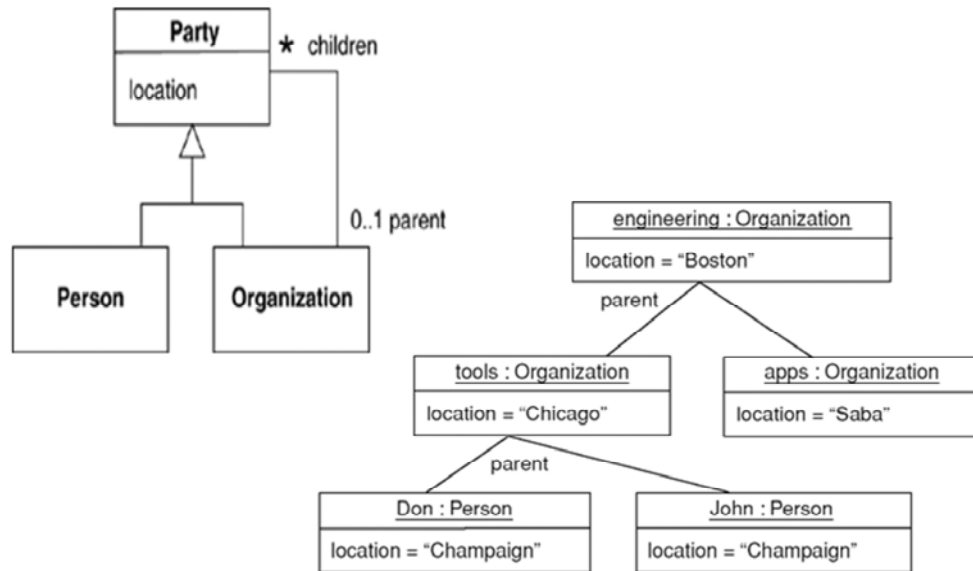 Party
* children
location
0..1 parent
Person
Organization
engineering : Organization
location = “Boston”
parent
tools : Organization
location = “Chicago”
apps : Organization
location = “Saba”
parent
Don : Person
location = “Champaign”
John : Person
location = “Champaign”